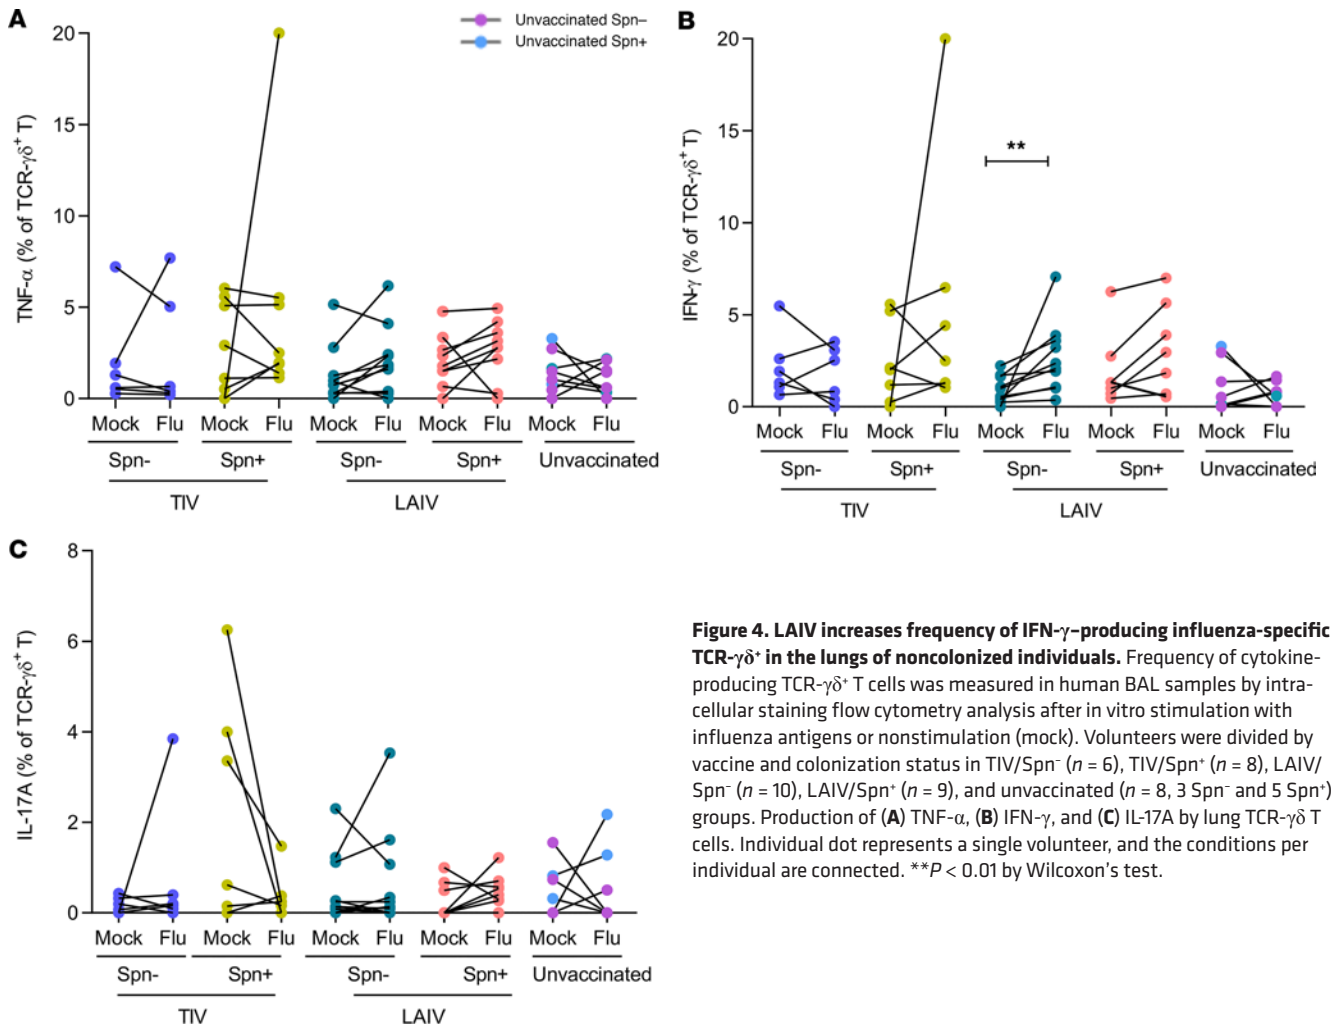 A
20
15
10
5
0
TNF-α (% of TCR-γδ⁺ T)
Unvaccinated Spn–
Unvaccinated Spn+
Mock Flu Mock Flu Mock Flu Mock Flu Mock Flu
Spn- Spn+ Spn- Spn+ Unvaccinated
TIV LAIV
B
20
15
10
5
0
IFN-γ (% of TCR-γδ⁺ T)
**
Mock Flu Mock Flu Mock Flu Mock Flu Mock Flu
Spn- Spn+ Spn- Spn+ Unvaccinated
TIV LAIV
C
8
6
4
2
0
IL-17A (% of TCR-γδ⁺ T)
Mock Flu Mock Flu Mock Flu Mock Flu Mock Flu
Spn- Spn+ Spn- Spn+ Unvaccinated
TIV LAIV
Figure 4. LAIV increases frequency of IFN-γ–producing influenza-specific
TCR-γδ⁺ in the lungs of noncolonized individuals. Frequency of cytokine-
producing TCR-γδ⁺ T cells was measured in human BAL samples by intra-
cellular staining flow cytometry analysis after in vitro stimulation with
influenza antigens or nonstimulation (mock). Volunteers were divided by
vaccine and colonization status in TIV/Spn⁻ (n = 6), TIV/Spn⁺ (n = 8), LAIV/
Spn⁻ (n = 10), LAIV/Spn⁺ (n = 9), and unvaccinated (n = 8, 3 Spn⁻ and 5 Spn⁺)
groups. Production of (A) TNF-α, (B) IFN-γ, and (C) IL-17A by lung TCR-γδ T
cells. Individual dot represents a single volunteer, and the conditions per
individual are connected. **P < 0.01 by Wilcoxon's test.